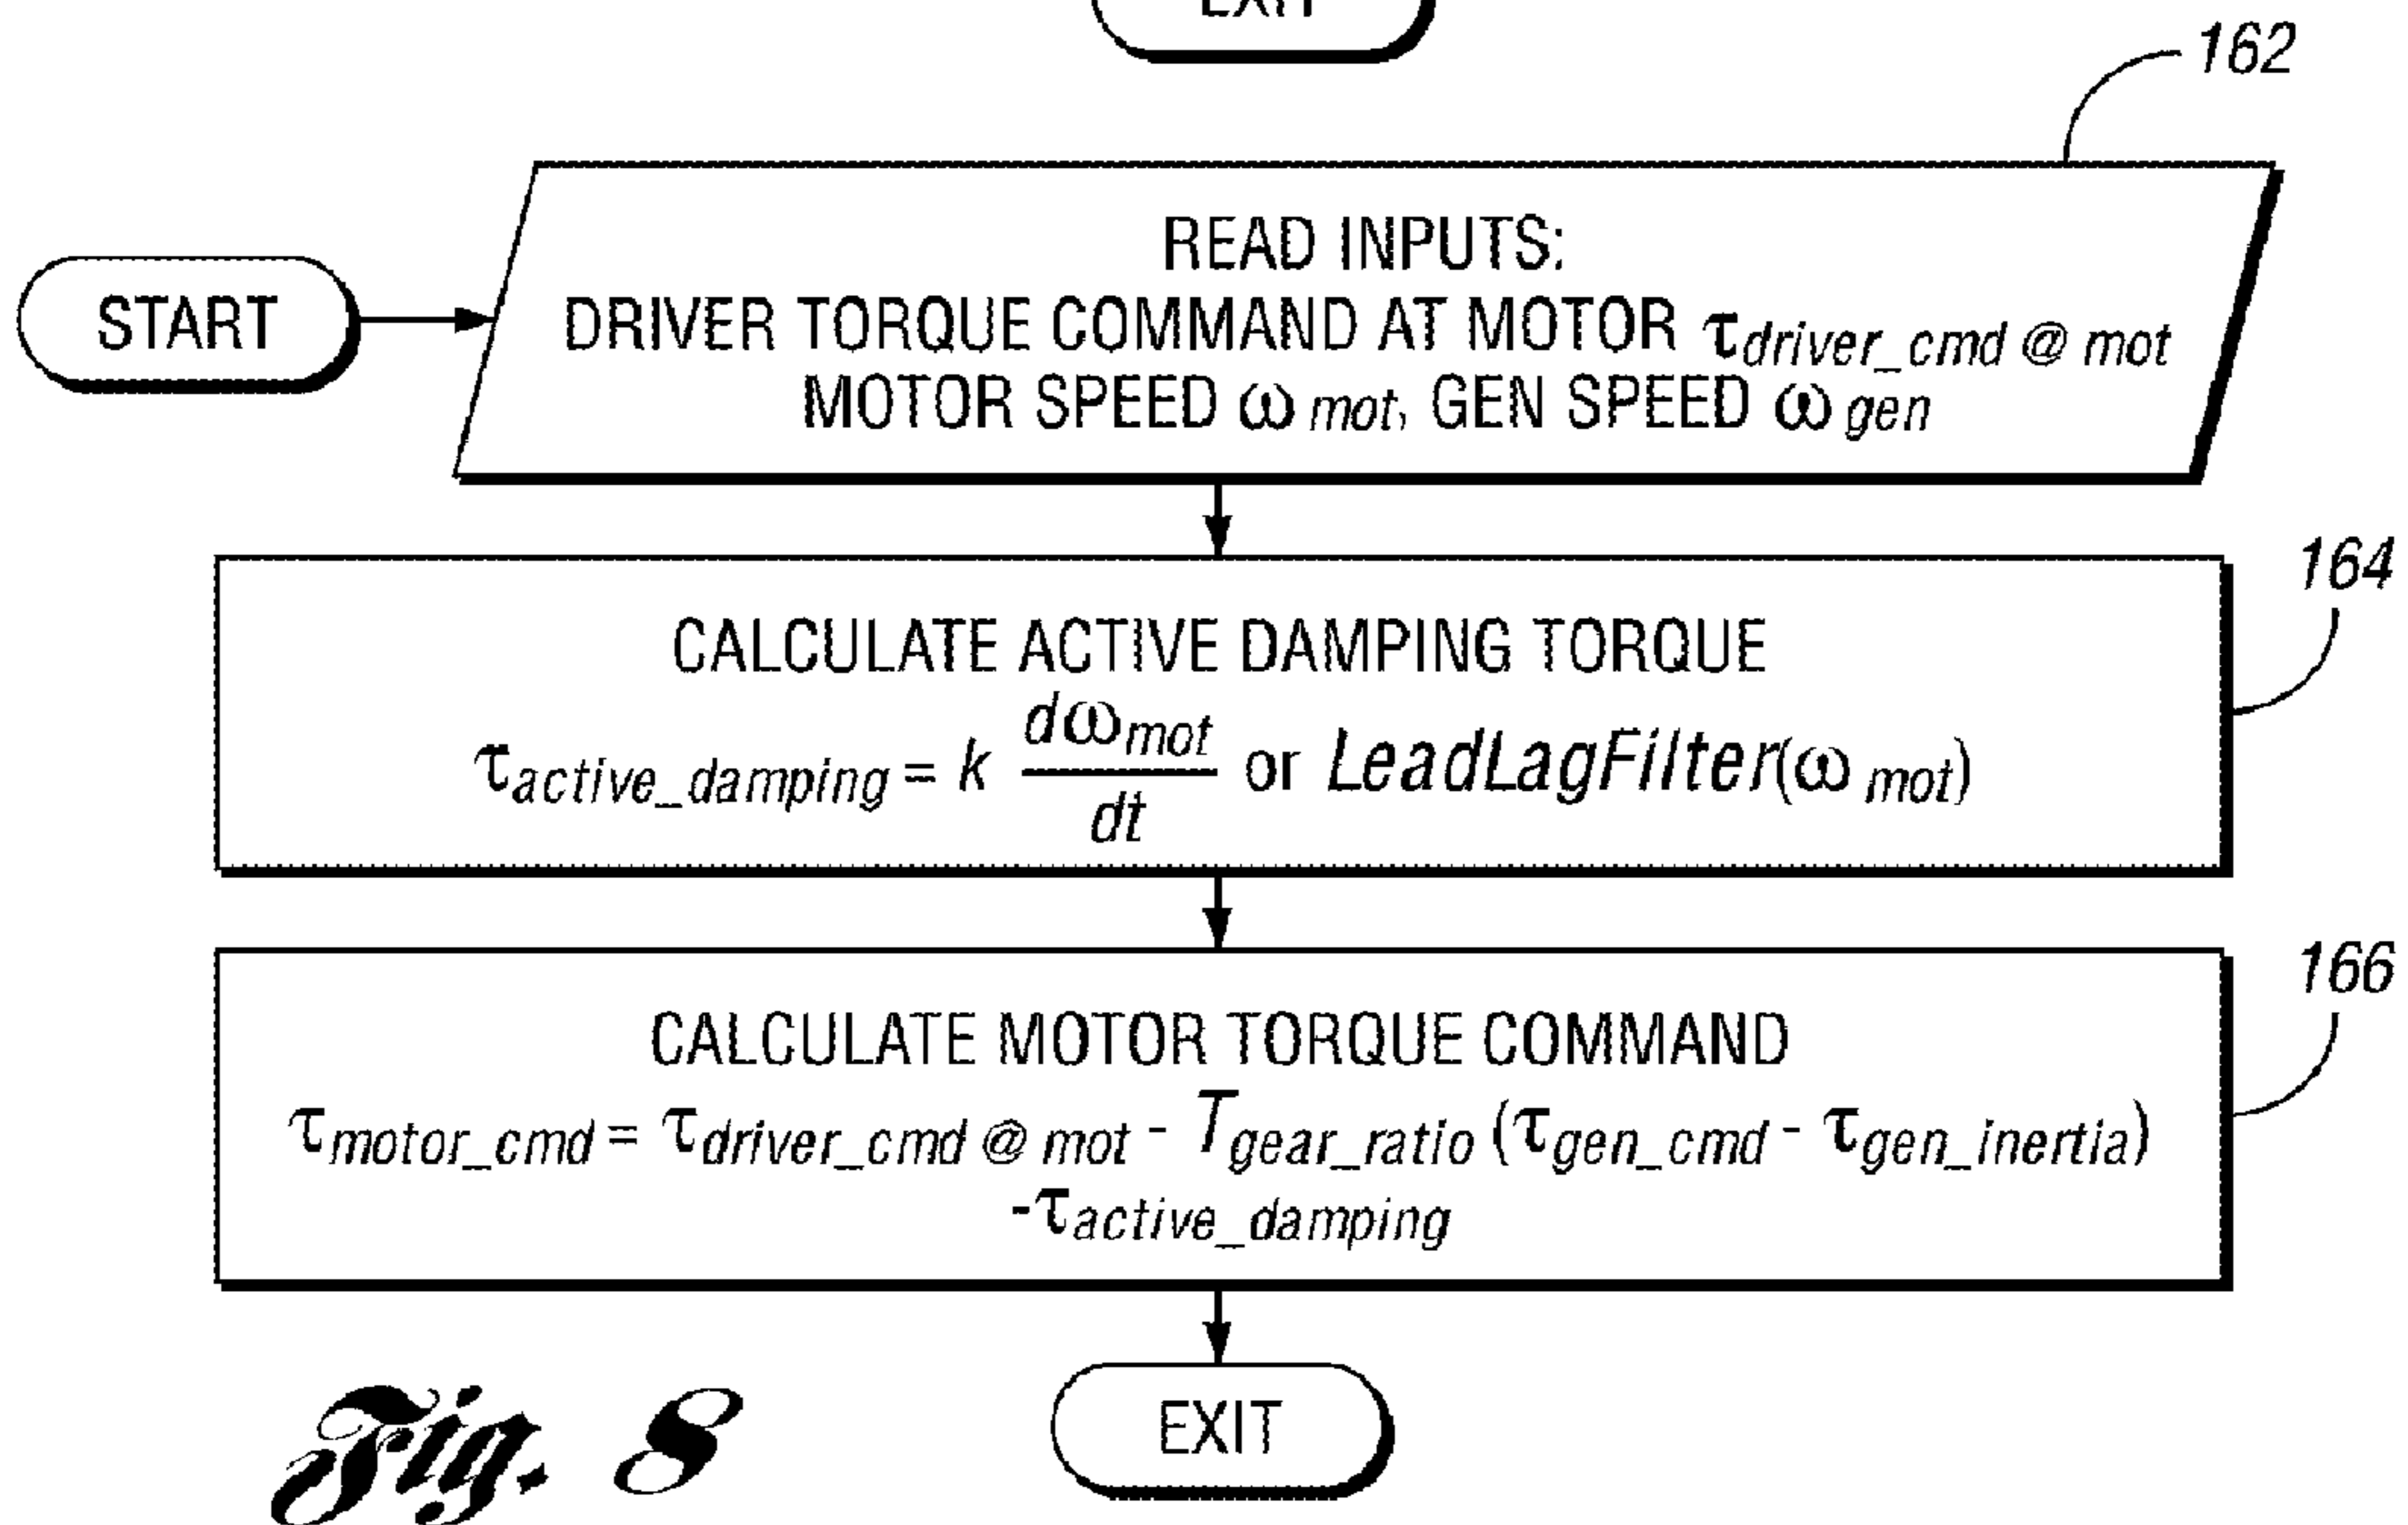 EXIT
162
START
READ INPUTS:
DRIVER TORQUE COMMAND AT MOTOR τdriver_cmd @ mot
MOTOR SPEED ω mot, GEN SPEED ω gen
164
CALCULATE ACTIVE DAMPING TORQUE
τactive_damping = k dωmot/dt or LeadLagFilter(ω mot)
166
CALCULATE MOTOR TORQUE COMMAND
τmotor_cmd = τdriver_cmd @ mot - Tgear_ratio (τgen_cmd - τgen_inertia)
-τactive_damping
EXIT
Fig. 8